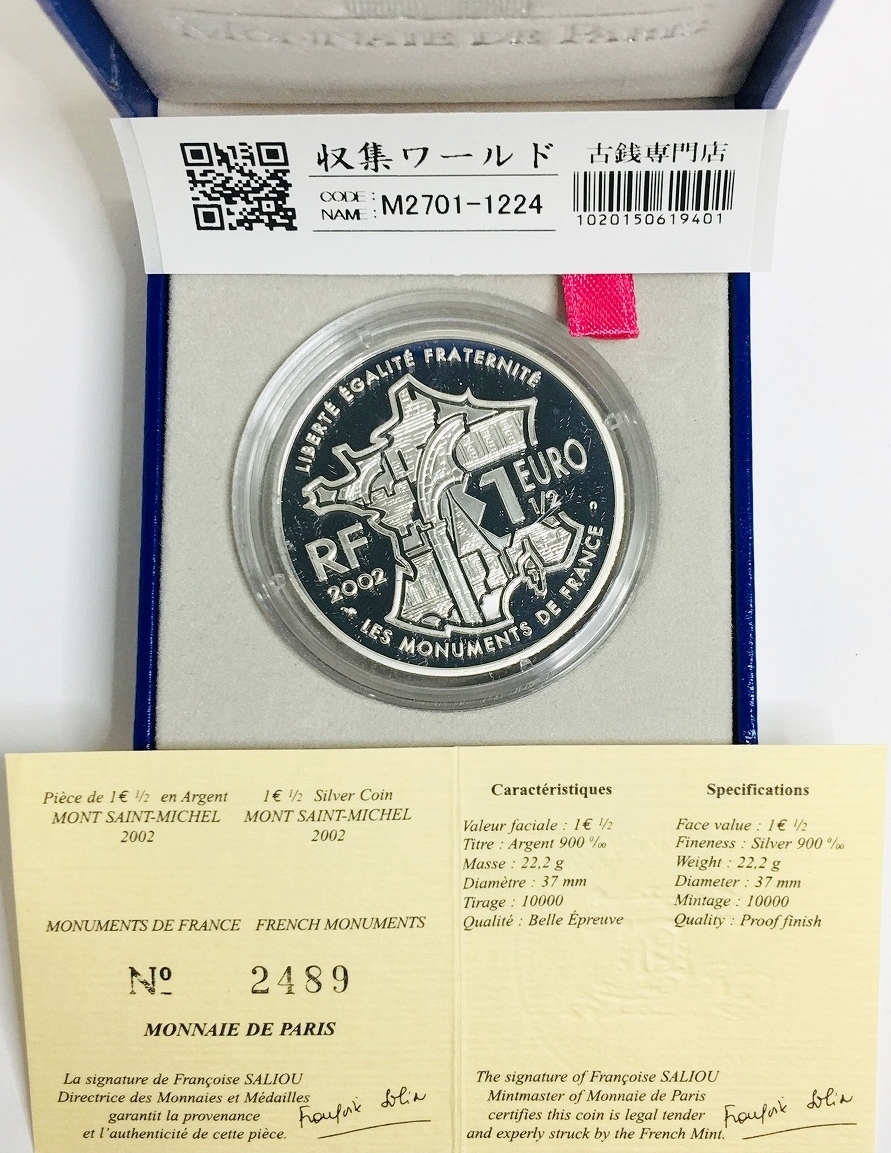 MONNAIE DE PARIS
収集ワールド
古銭専門店
CODE :
NAME : M2701-1224
1020150619401
LIBERTÉ ÉGALITÉ FRATERNITÉ
1 EURO
1/2
RF
2002
LES MONUMENTS DE FRANCE
Pièce de 1€ 1/2 en Argent
MONT SAINT-MICHEL
2002
1€ 1/2 Silver Coin
MONT SAINT-MICHEL
2002
MONUMENTS DE FRANCE FRENCH MONUMENTS
Nº 2489
MONNAIE DE PARIS
La signature de Françoise SALIOU
Directrice des Monnaies et Médailles
garantit la provenance
et l'authenticité de cette pièce.
Caractéristiques
Valeur faciale : 1€ 1/2
Titre : Argent 900 ‰
Masse : 22,2 g
Diamètre : 37 mm
Tirage : 10000
Qualité : Belle Épreuve
Specifications
Face value : 1€ 1/2
Fineness : Silver 900 ‰
Weight : 22,2 g
Diameter : 37 mm
Mintage : 10000
Quality : Proof finish
The signature of Françoise SALIOU
Mintmaster of Monnaie de Paris
certifies this coin is legal tender
and experly struck by the French Mint.